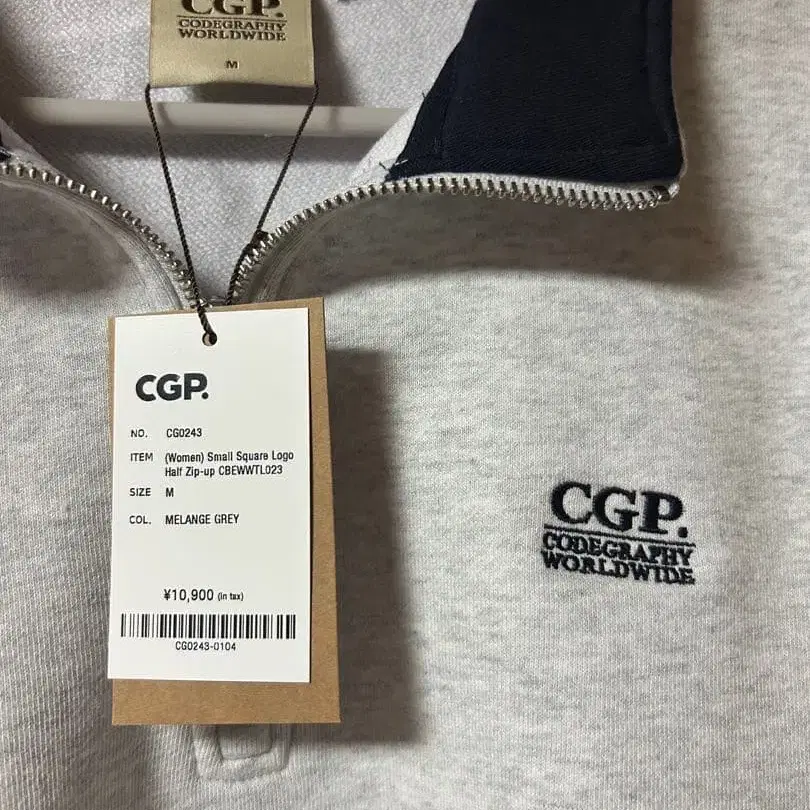 CGP.
CODEGRAPHY
WORLDWIDE
M
CGP.
NO. CG0243
ITEM (Women) Small Square Logo
Half Zip-up CBEWWTL023
SIZE M
COL. MELANGE GREY
¥10,900 (in tax)
CG0243-0104
CGP.
CODEGRAPHY
WORLDWIDE